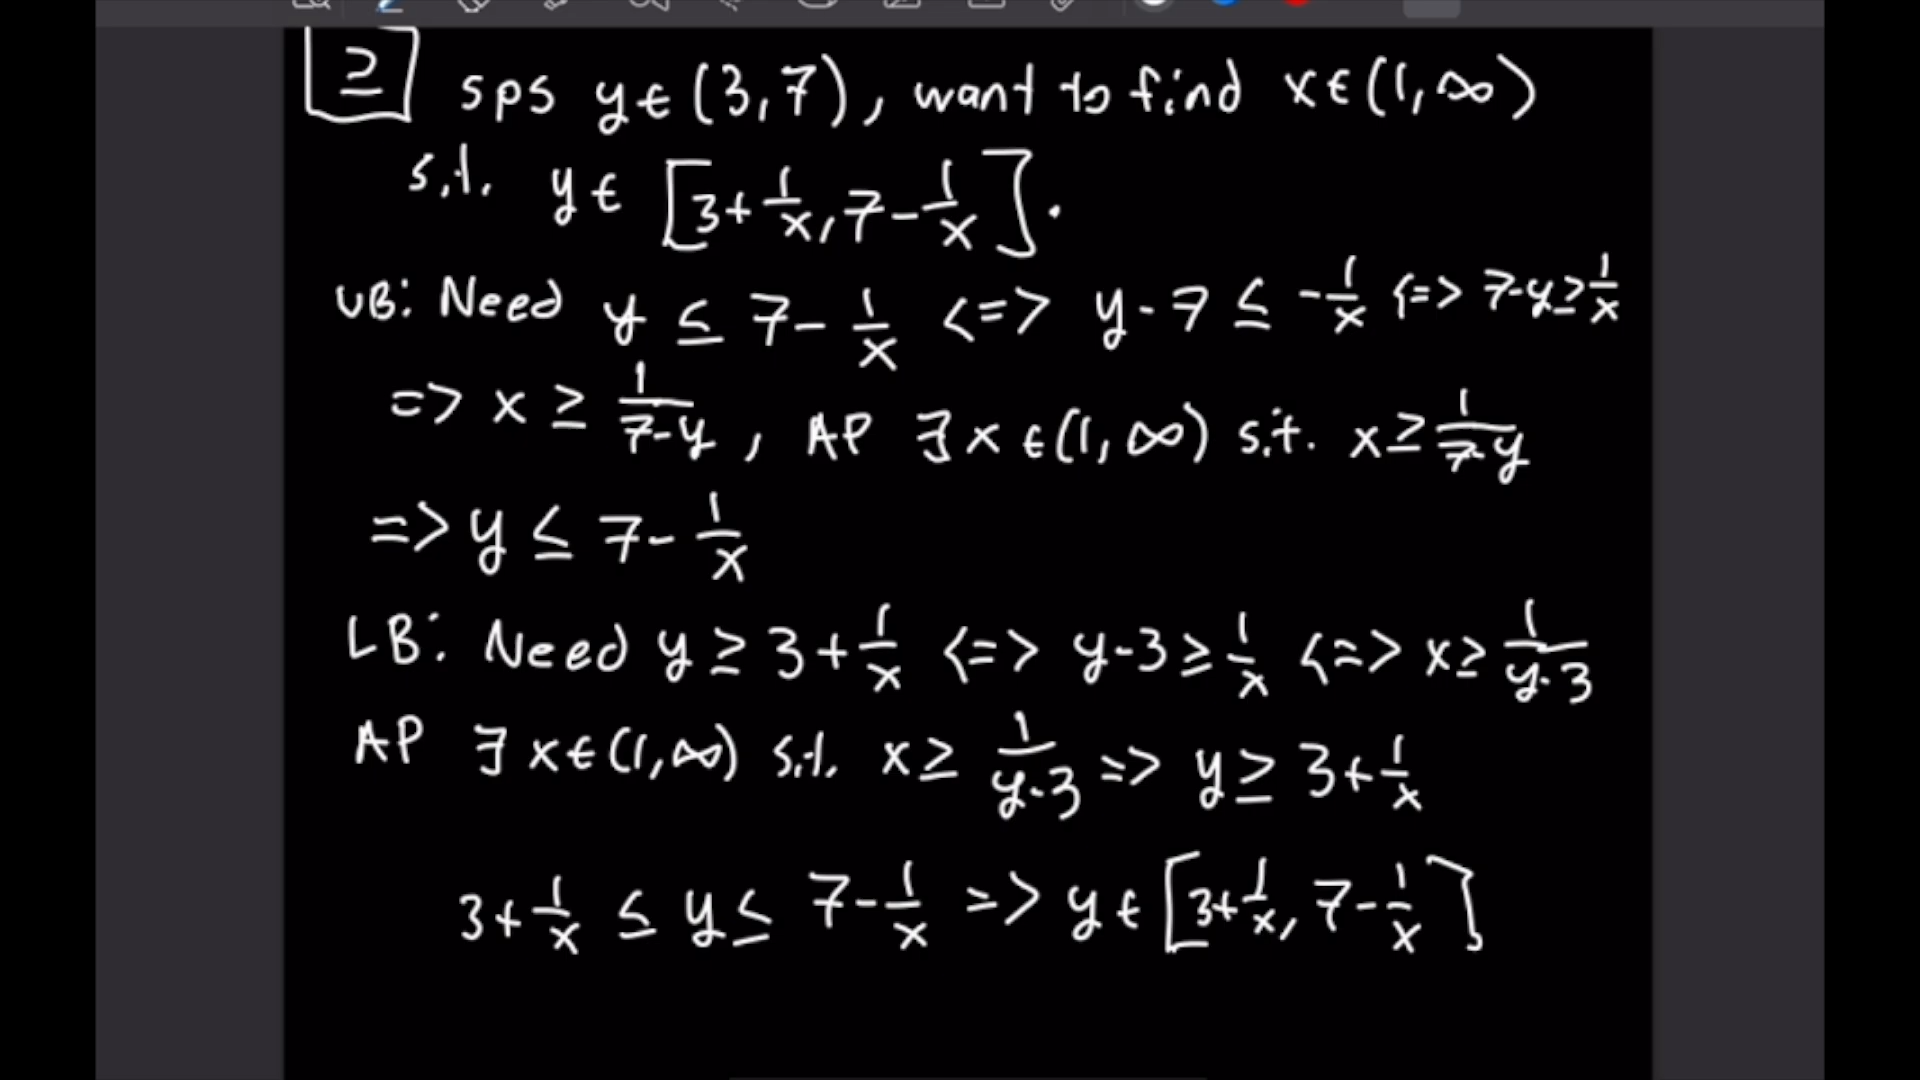 ⊇ sps y∈(3,7), want to find x∈(1,∞)
s.t. y∈ [3+1/x, 7-1/x].
UB: Need y ≤ 7-1/x <=> y-7 ≤ -1/x <=> 7-y≥1/x
=> x ≥ 1/(7-y), AP ∃x∈(1,∞) s.t. x≥1/(7-y)
=> y ≤ 7-1/x
LB: Need y≥3+1/x <=> y-3≥1/x <=> x≥1/(y-3)
AP ∃x∈(1,∞) s.t. x≥1/(y-3) => y≥3+1/x
3+1/x ≤ y ≤ 7-1/x => y∈[3+1/x, 7-1/x]